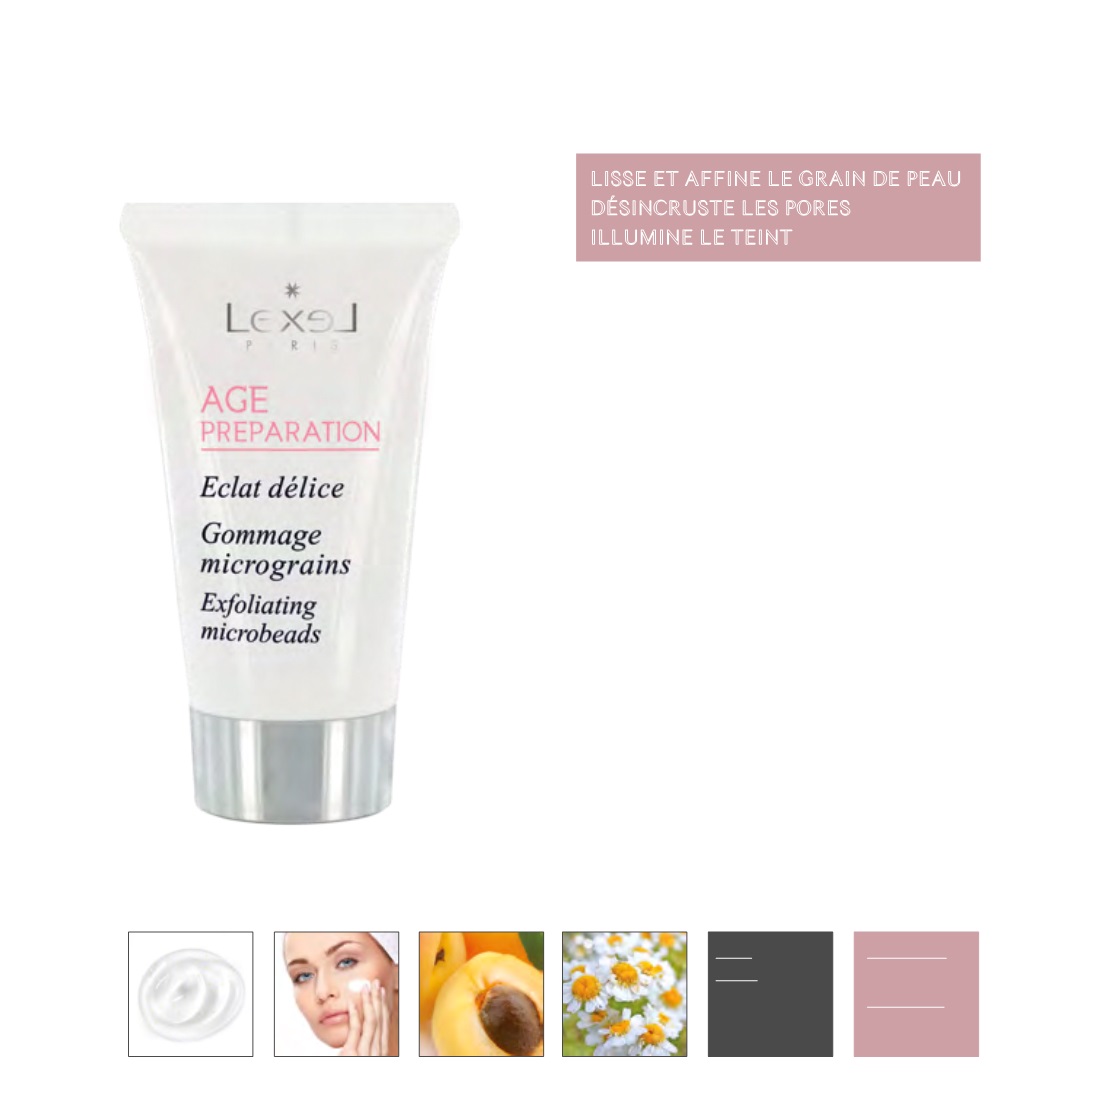 LISSE ET AFFINE LE GRAIN DE PEAU
DÉSINCRUSTE LES PORES
ILLUMINE LE TEINT
LexeL
PARIS
AGE
PREPARATION
Eclat délice
Gommage
micrograins
Exfoliating
microbeads